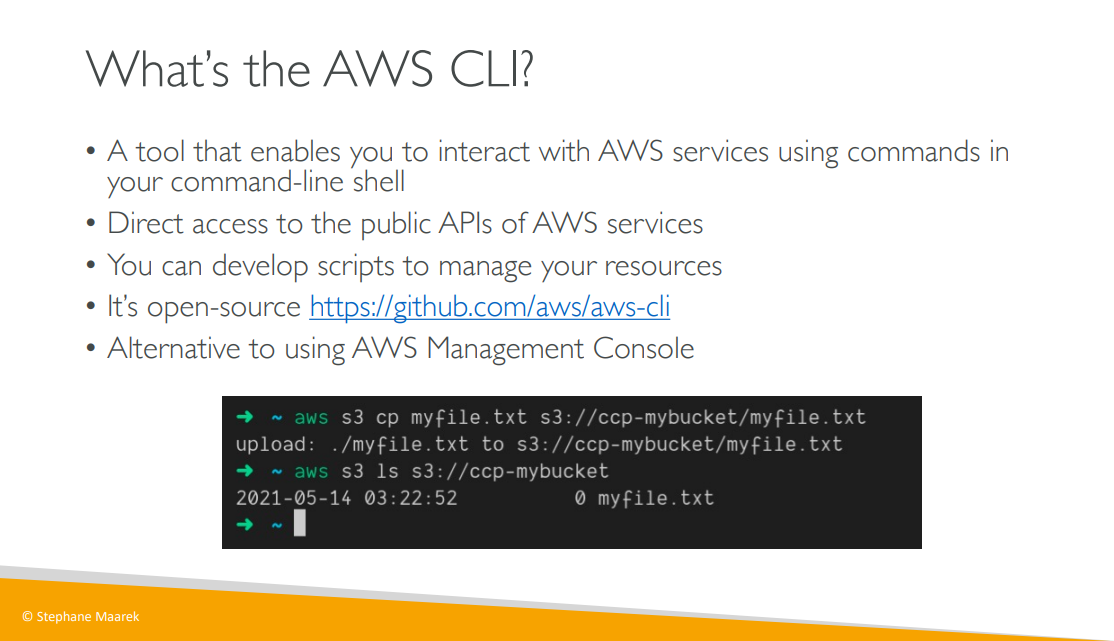 What's the AWS CLI?
• A tool that enables you to interact with AWS services using commands in
your command-line shell
• Direct access to the public APIs of AWS services
• You can develop scripts to manage your resources
• It's open-source https://github.com/aws/aws-cli
• Alternative to using AWS Management Console
➜ ~ aws s3 cp myfile.txt s3://ccp-mybucket/myfile.txt
upload: ./myfile.txt to s3://ccp-mybucket/myfile.txt
➜ ~ aws s3 ls s3://ccp-mybucket
2021-05-14 03:22:52          0 myfile.txt
➜ ~
© Stephane Maarek